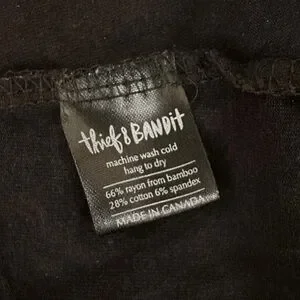 thief & BANDit
machine wash cold
hang to dry
66% rayon from bamboo
28% cotton 6% spandex
MADE IN CANADA